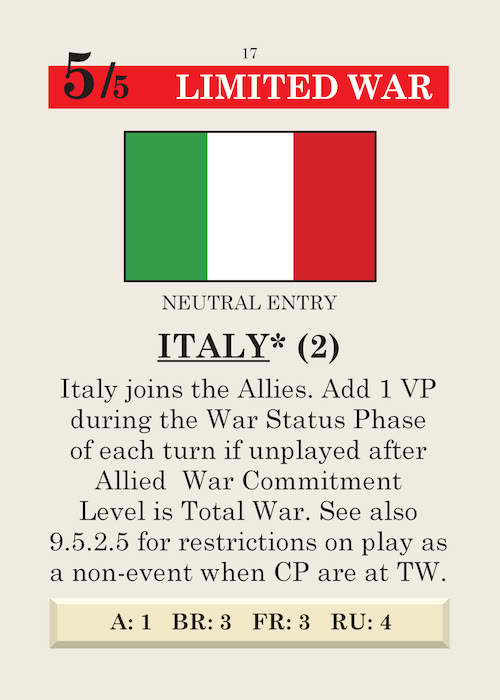 17
5/5 LIMITED WAR
NEUTRAL ENTRY
ITALY* (2)
Italy joins the Allies. Add 1 VP
during the War Status Phase
of each turn if unplayed after
Allied War Commitment
Level is Total War. See also
9.5.2.5 for restrictions on play as
a non-event when CP are at TW.
A: 1 BR: 3 FR: 3 RU: 4